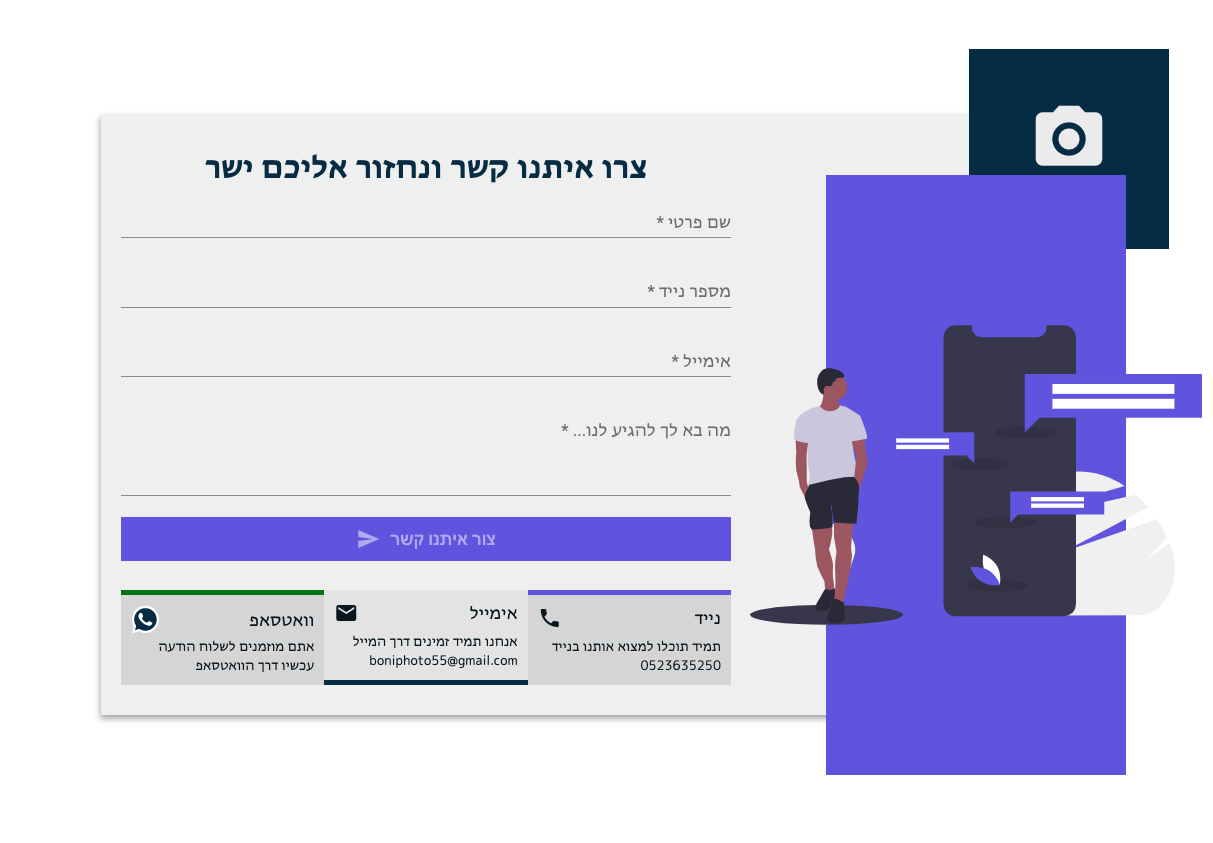 צרו איתנו קשר ונחזור אליכם ישר
שם פרטי *
מספר נייד *
אימייל *
מה בא לך להגיע לנו... *
צור איתנו קשר
נייד
תמיד תוכלו למצוא אותנו בנייד
0523635250
אימייל
אנחנו תמיד זמינים דרך המייל
boniphoto55@gmail.com
וואטסאפ
אתם מוזמנים לשלוח הודעה
עכשיו דרך הוואטסאפ